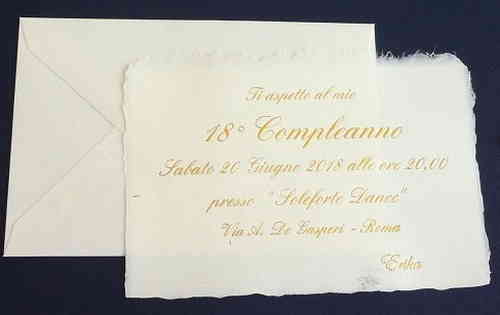 Ti aspetto al mio
18° Compleanno
Sabato 20 Giugno 2018 alle ore 20,00
presso "Soleforte Dance"
Via A. De Gasperi - Roma
Erika